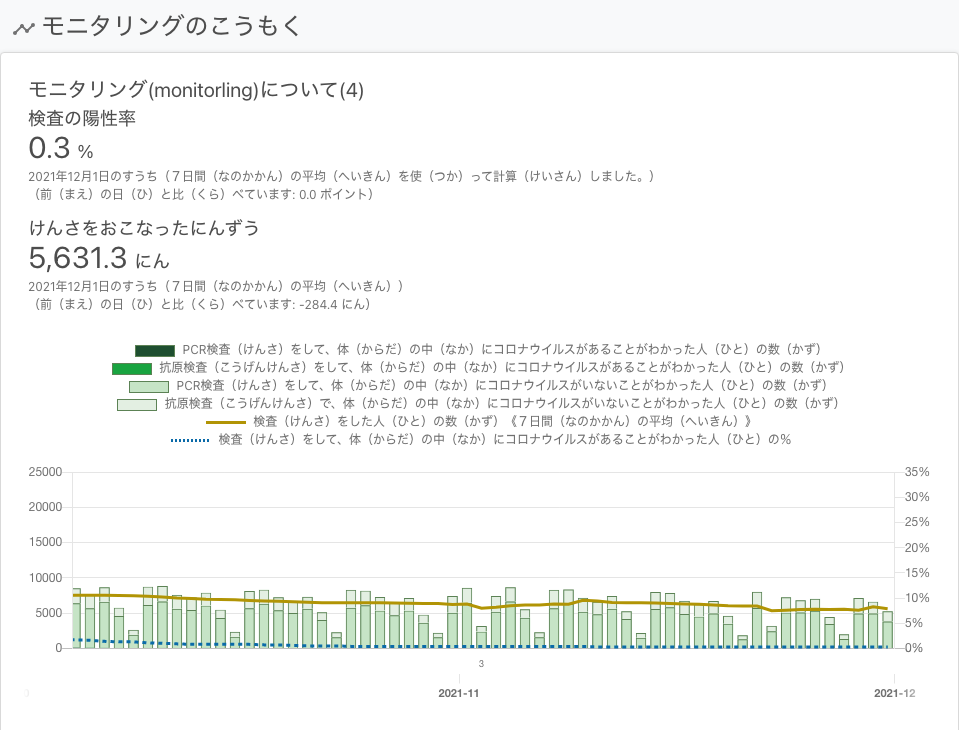 モニタリングのこうもく
モニタリング(monitorling)について(4)
検査の陽性率
0.3 %
2021年12月1日のすうち（７日間（なのかかん）の平均（へいきん）を使（つか）って計算（けいさん）しました。）
（前（まえ）の日（ひ）と比（くら）べています: 0.0 ポイント）
けんさをおこなったにんずう
5,631.3 にん
2021年12月1日のすうち（７日間（なのかかん）の平均（へいきん））
（前（まえ）の日（ひ）と比（くら）べています: -284.4 にん）
PCR検査（けんさ）をして、体（からだ）の中（なか）にコロナウイルスがあることがわかった人（ひと）の数（かず）
抗原検査（こうげんけんさ）をして、体（からだ）の中（なか）にコロナウイルスがあることがわかった人（ひと）の数（かず）
PCR検査（けんさ）をして、体（からだ）の中（なか）にコロナウイルスがいないことがわかった人（ひと）の数（かず）
抗原検査（こうげんけんさ）で、体（からだ）の中（なか）にコロナウイルスがいないことがわかった人（ひと）の数（かず）
検査（けんさ）をした人（ひと）の数（かず）《７日間（なのかかん）の平均（へいきん）》
検査（けんさ）をして、体（からだ）の中（なか）にコロナウイルスがあることがわかった人（ひと）の%
25000 35%
30%
20000
25%
15000 20%
15%
10000
10%
5000 5%
0 0%
3
3 2021-11 2021-12